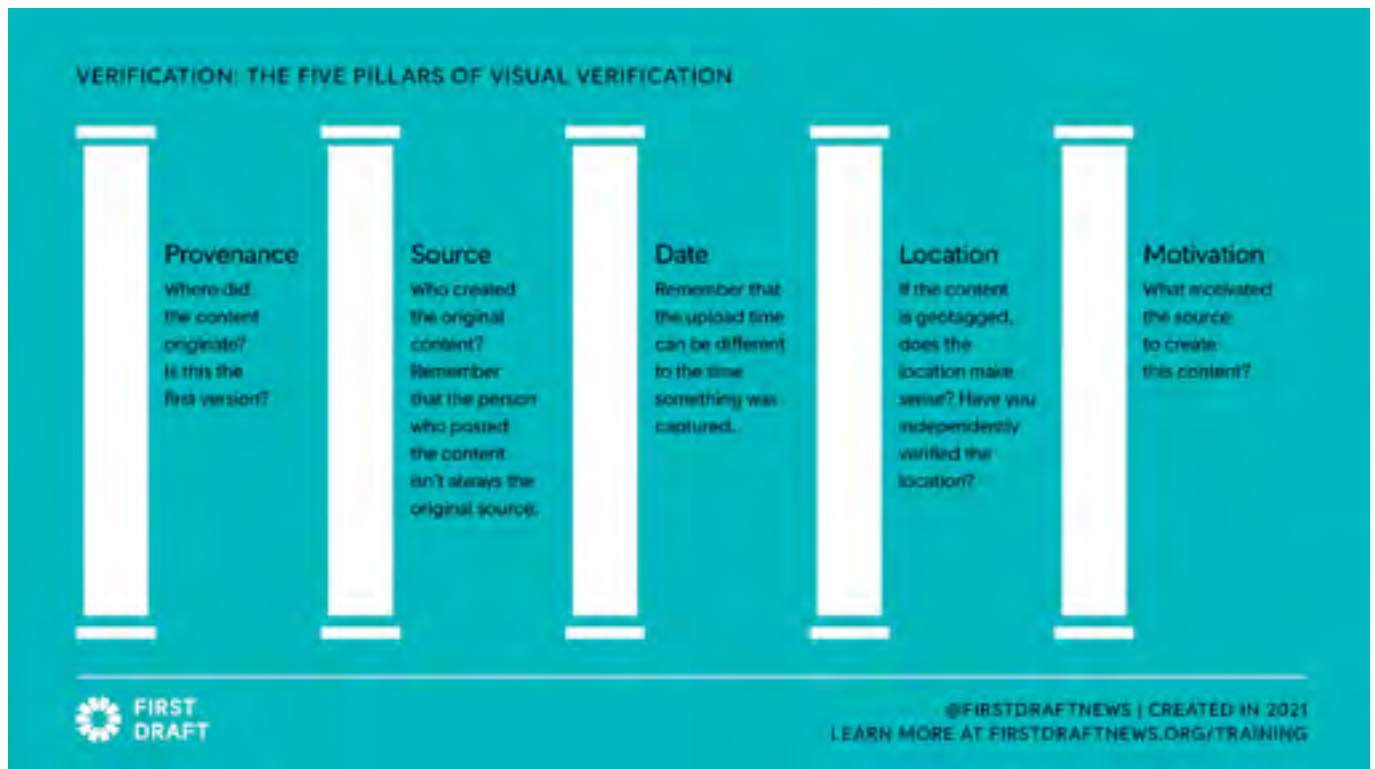 VERIFICATION: THE FIVE PILLARS OF VISUAL VERIFICATION
Provenance
Where did
the content
originate?
Is this the
first version?
Source
Who created
the original
content?
Remember
that the person
who posted
the content
isn't always the
original source.
Date
Remember that
the upload time
can be different
to the time
something was
captured.
Location
If the content
is geotagged,
does the
location make
sense? Have you
independently
verified the
location?
Motivation
What motivated
the source
to create
this content?
FIRST
DRAFT
@FIRSTDRAFTNEWS | CREATED IN 2021
LEARN MORE AT FIRSTDRAFTNEWS.ORG/TRAINING